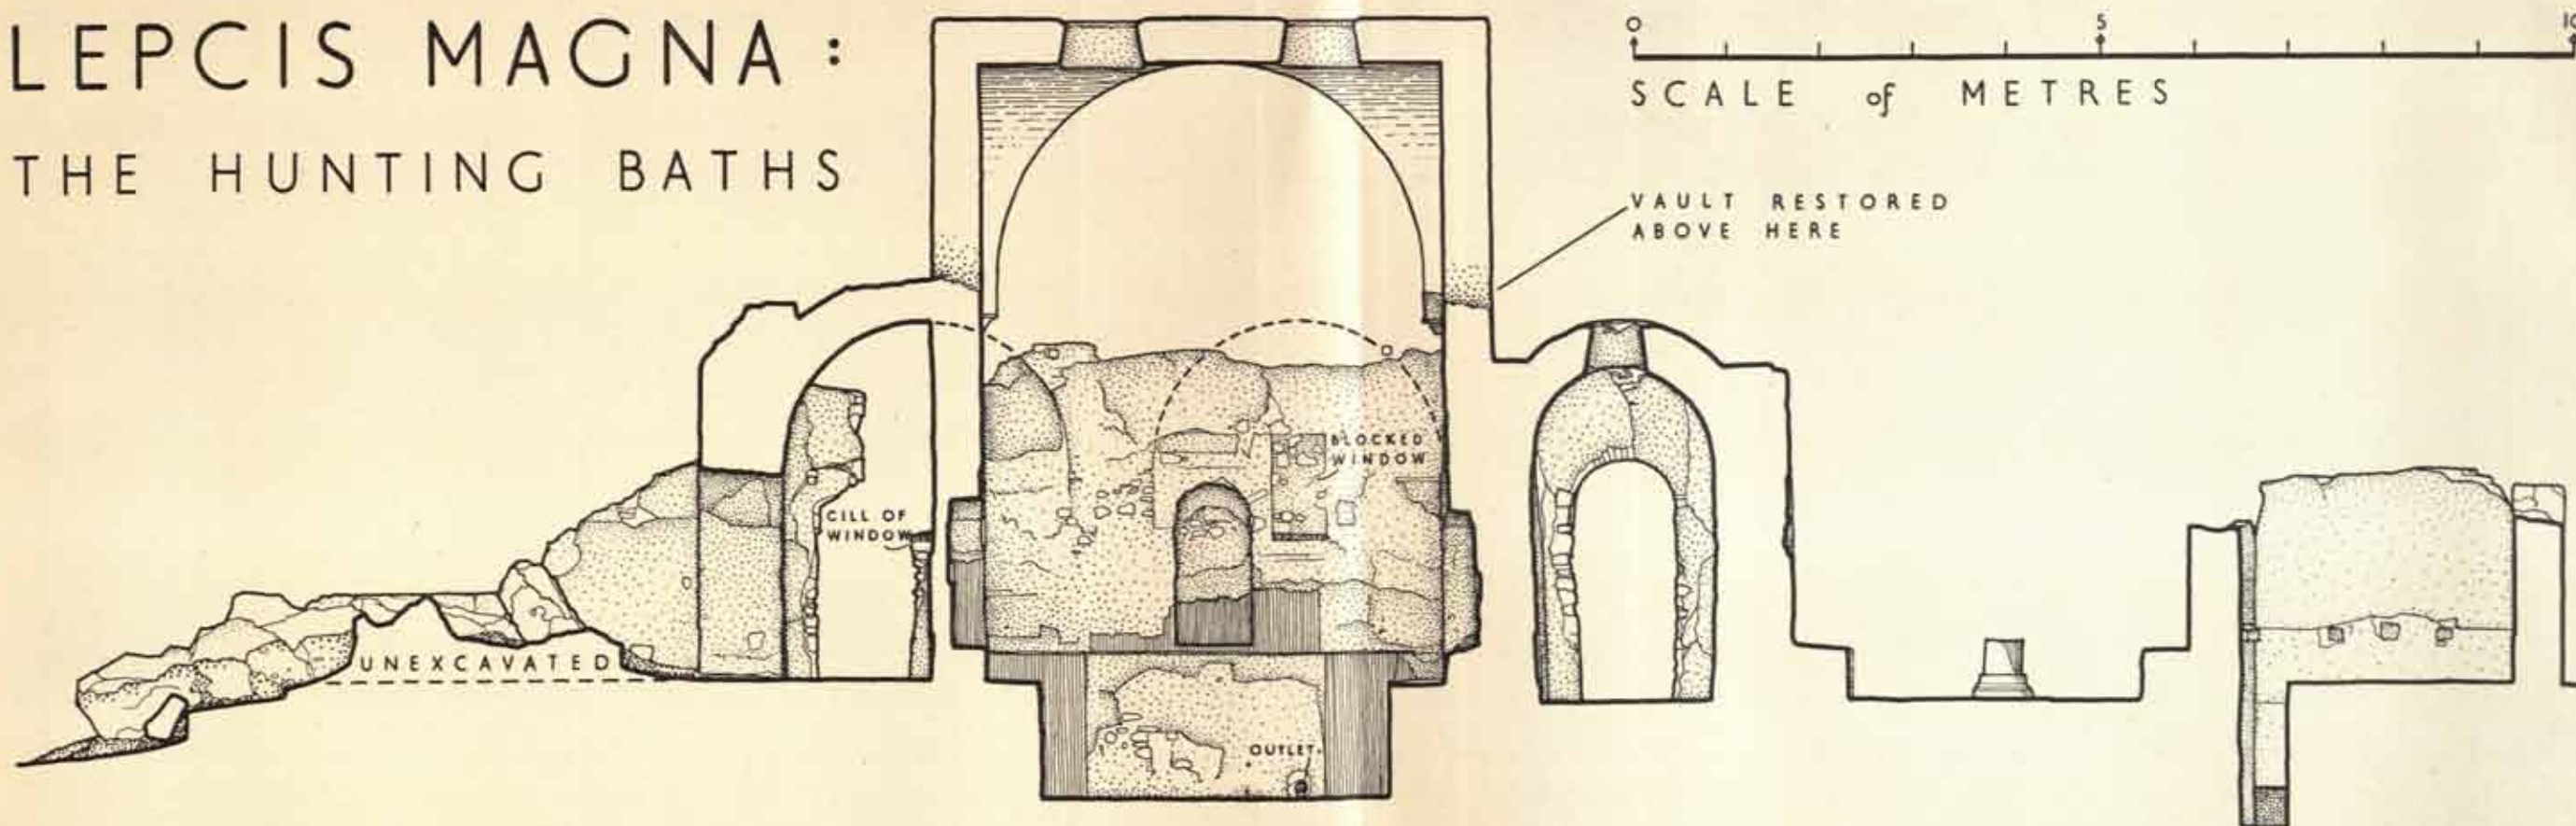 LEPCIS MAGNA:
THE HUNTING BATHS
0 5 10
SCALE of METRES
VAULT RESTORED
ABOVE HERE
BLOCKED
WINDOW
CILL OF
WINDOW
UNEXCAVATED
OUTLET